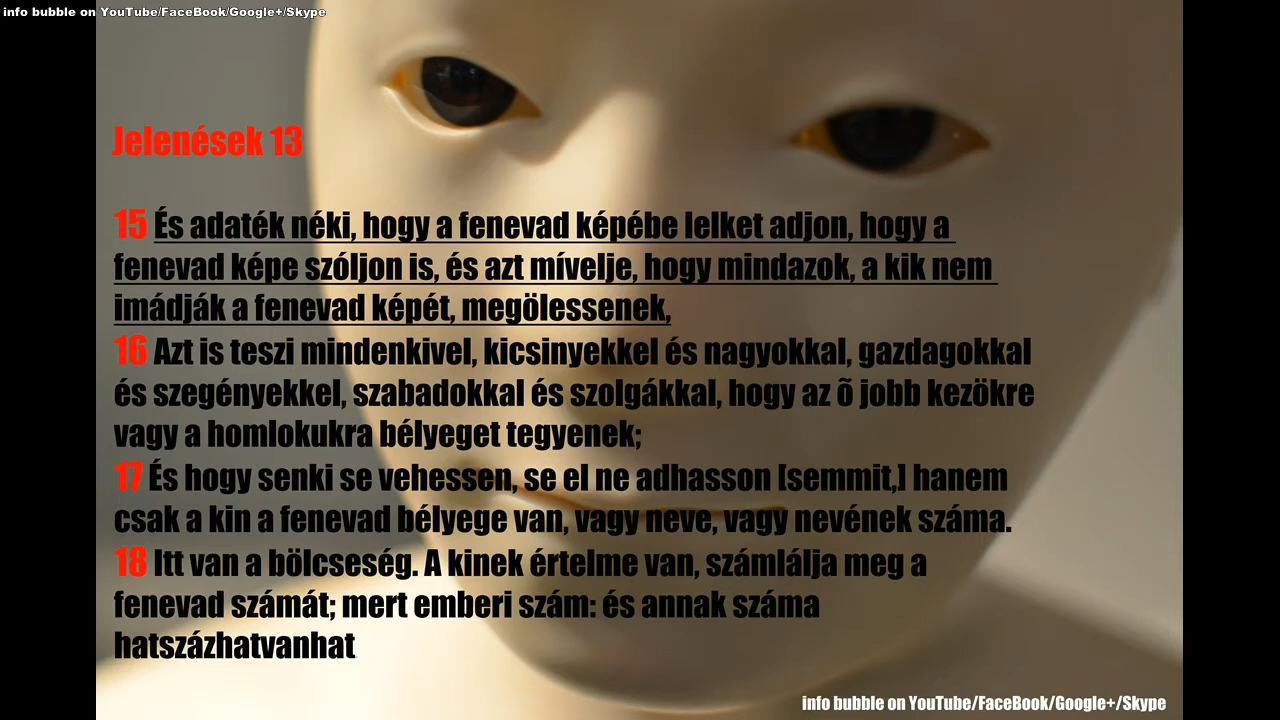 info bubble on YouTube/FaceBook/Google+/Skype
Jelenések 13
15 És adaték néki, hogy a fenevad képébe lelket adjon, hogy a
fenevad képe szóljon is, és azt mívelje, hogy mindazok, a kik nem
imádják a fenevad képét, megölessenek,
16 Azt is teszi mindenkivel, kicsinyekkel és nagyokkal, gazdagokkal
és szegényekkel, szabadokkal és szolgákkal, hogy az õ jobb kezökre
vagy a homlokukra bélyeget tegyenek;
17 És hogy senki se vehessen, se el ne adhasson [semmit,] hanem
csak a kin a fenevad bélyege van, vagy neve, vagy nevének száma.
18 Itt van a bölcseség. A kinek értelme van, számlálja meg a
fenevad számát; mert emberi szám: és annak száma
hatszázhatvanhat
info bubble on YouTube/FaceBook/Google+/Skype